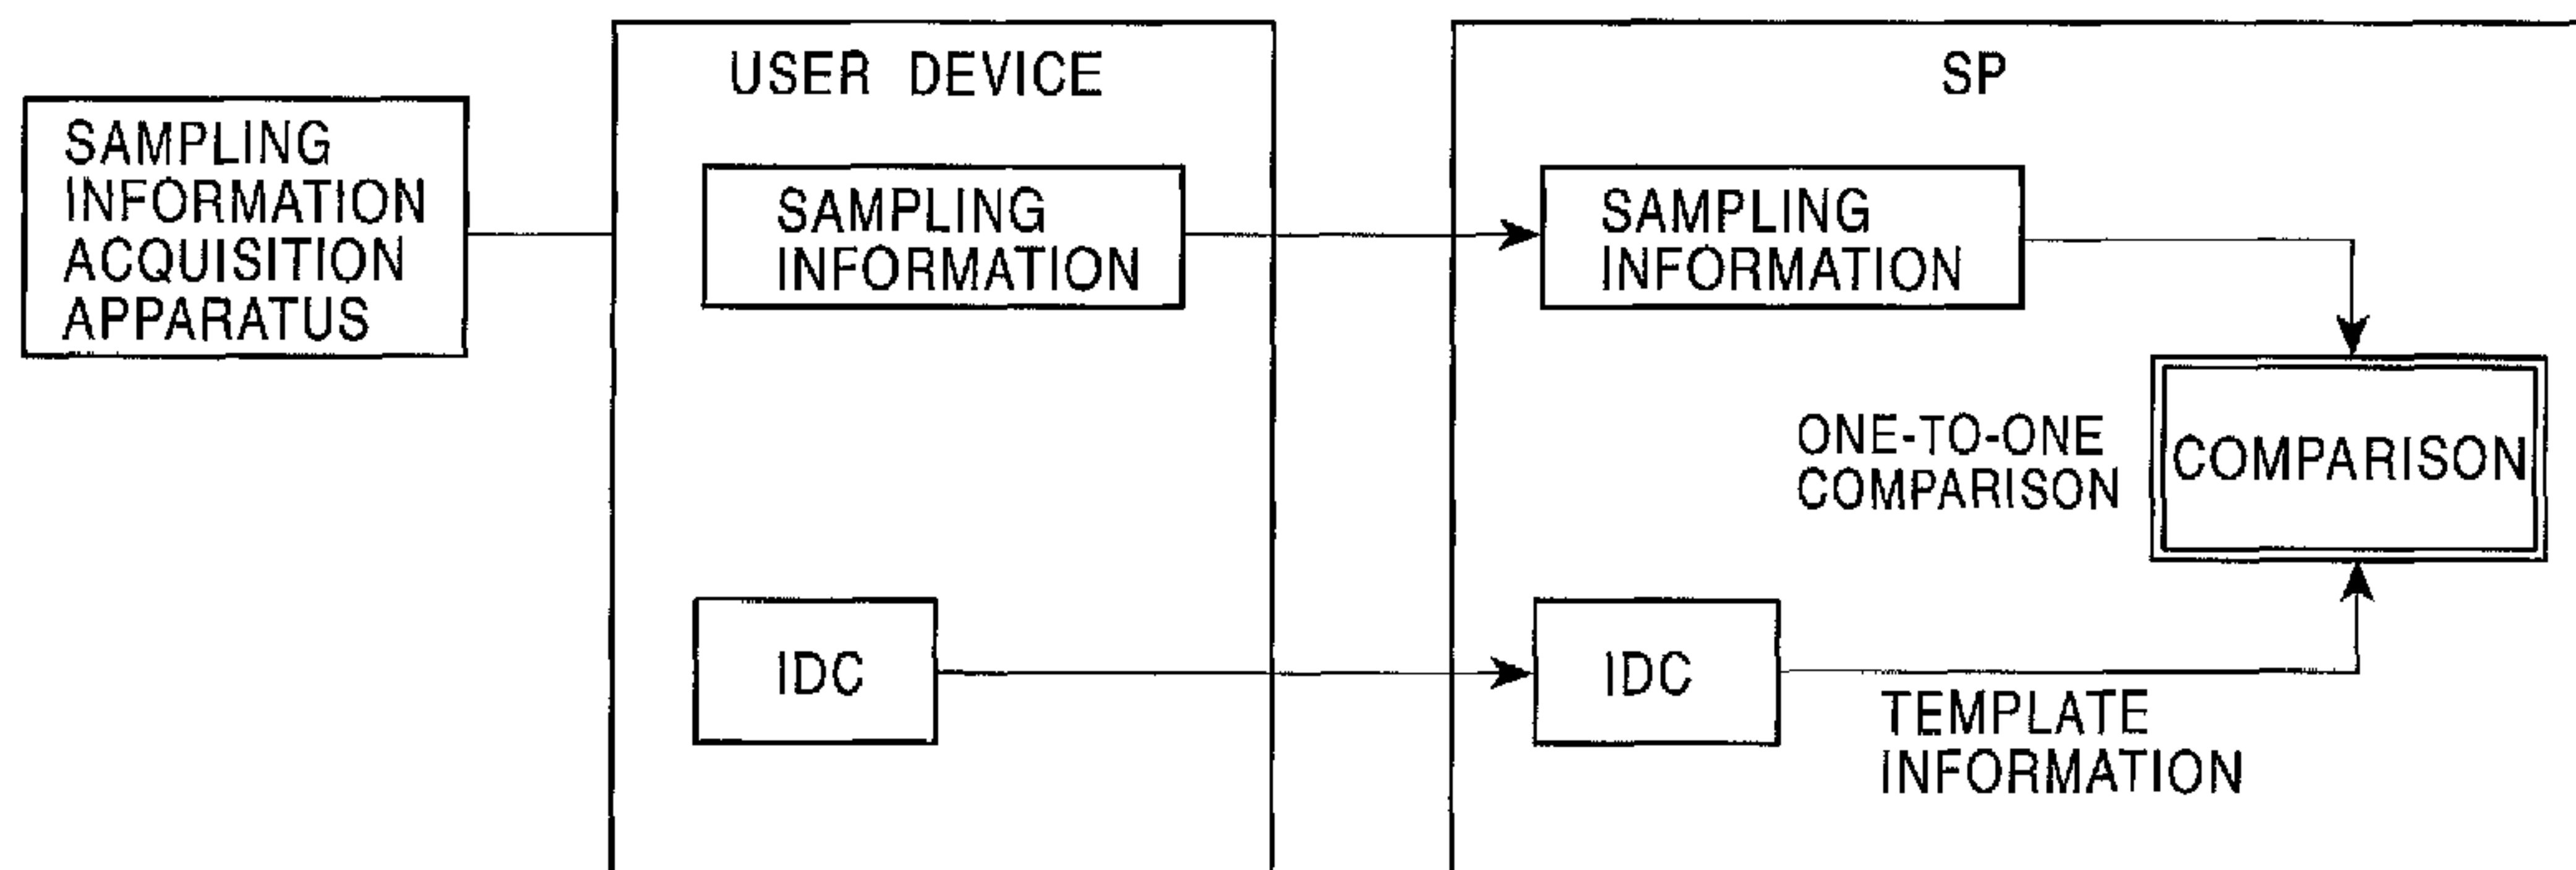 SAMPLING
INFORMATION
ACQUISITION
APPARATUS
USER DEVICE
SAMPLING
INFORMATION
IDC
SP
SAMPLING
INFORMATION
ONE-TO-ONE
COMPARISON
COMPARISON
IDC
TEMPLATE
INFORMATION